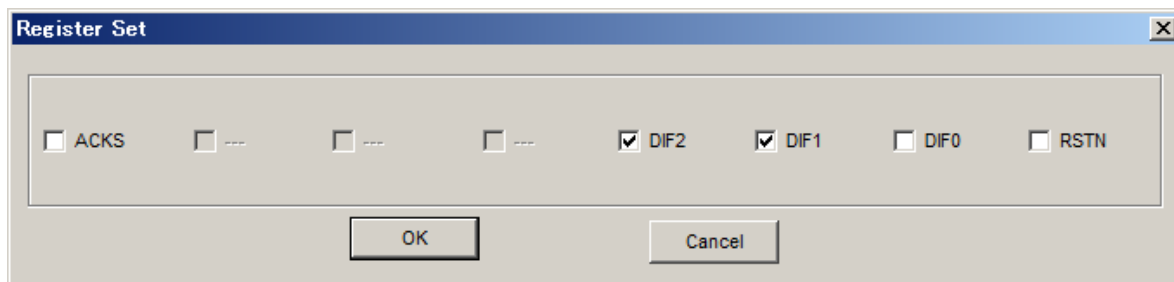 Register Set
ACKS --- --- --- DIF2 DIF1 DIF0 RSTN
OK Cancel